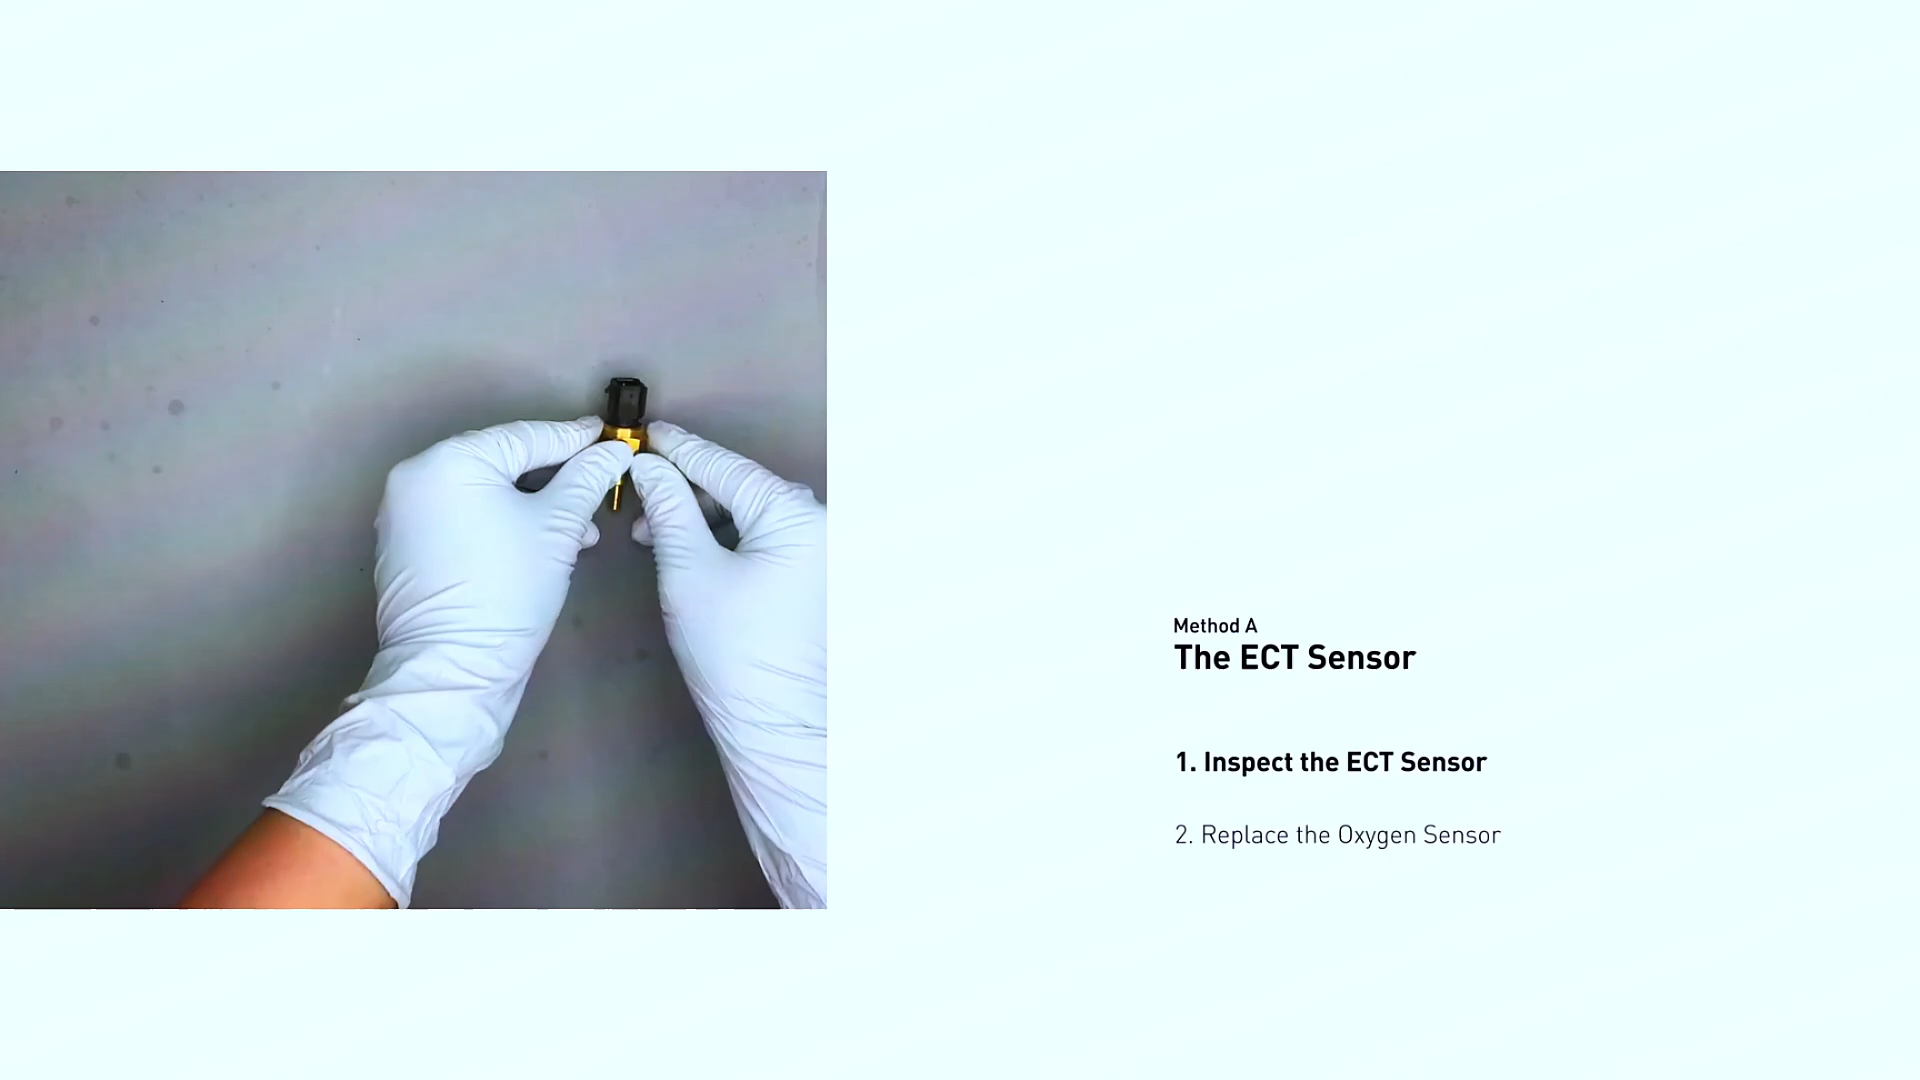 Method A
The ECT Sensor
1. Inspect the ECT Sensor
2. Replace the Oxygen Sensor